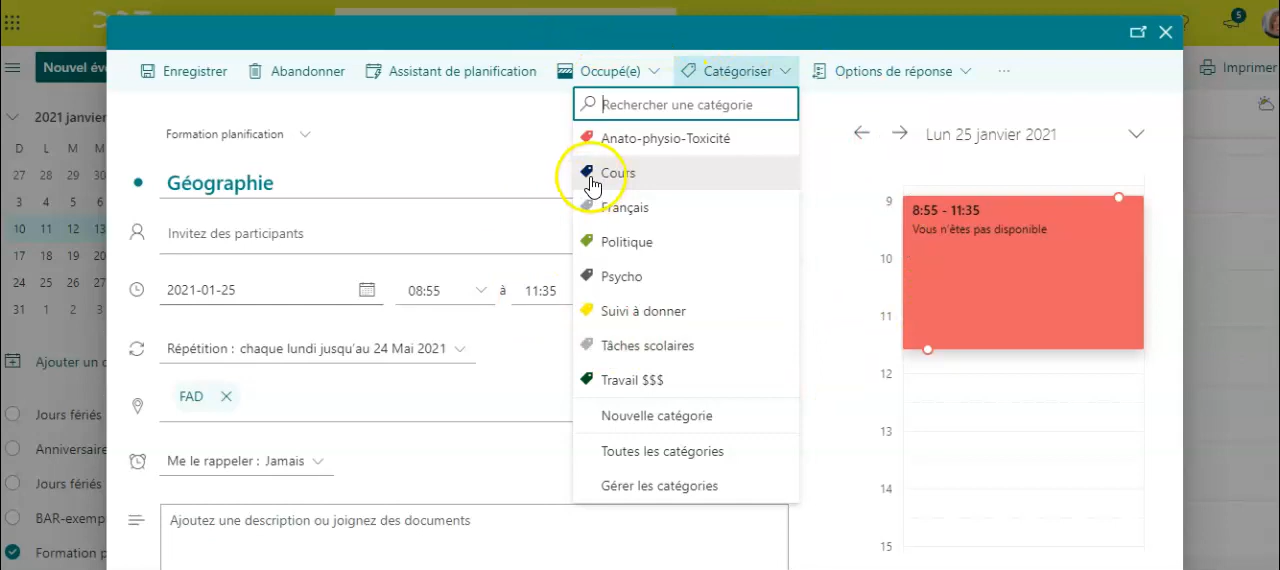 5
Nouvel év
Imprimer
Enregistrer
Abandonner
Assistant de planification
Occupé(e)
Catégoriser
Options de réponse
...
2021 janvier
D L M M
27 28 29 30
3 4 5 6
10 11 12 13
17 18 19 20
24 25 26 27
31 1 2 3
Ajouter un c
Jours fériés
Anniversaire
Jours fériés
BAR-exemp
Formation p
Formation planification
Géographie
Invitez des participants
2021-01-25
08:55
à
11:35
Répétition : chaque lundi jusqu'au 24 Mai 2021
FAD
Me le rappeler : Jamais
Ajoutez une description ou joignez des documents
Rechercher une catégorie
Anato-physio-Toxicité
Cours
Français
Politique
Psycho
Suivi à donner
Tâches scolaires
Travail $$$
Nouvelle catégorie
Toutes les catégories
Gérer les catégories
Lun 25 janvier 2021
9
8:55 - 11:35
Vous n'êtes pas disponible
10
11
12
13
14
15